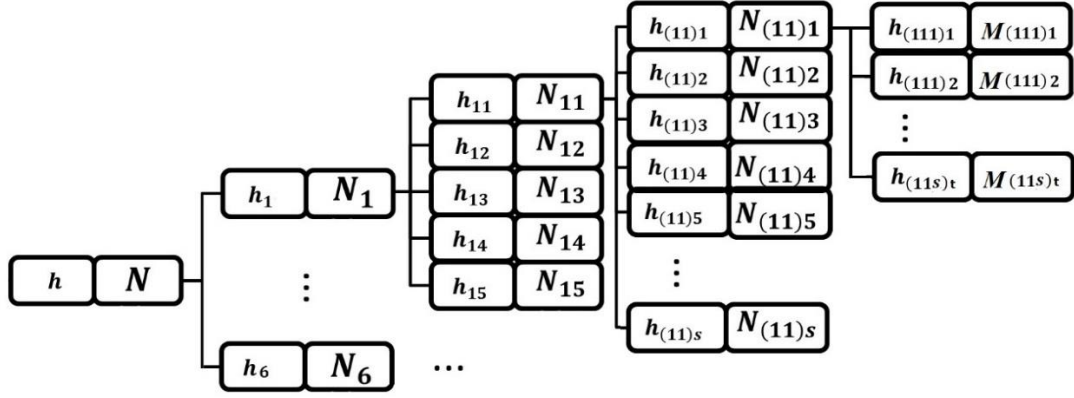 h N
h₁ N₁
⋮
h₆ N₆
h₁₁ N₁₁
h₁₂ N₁₂
h₁₃ N₁₃
h₁₄ N₁₄
h₁₅ N₁₅
...
h₍₁₁₎₁ N₍₁₁₎₁
h₍₁₁₎₂ N₍₁₁₎₂
h₍₁₁₎₃ N₍₁₁₎₃
h₍₁₁₎₄ N₍₁₁₎₄
h₍₁₁₎₅ N₍₁₁₎₅
⋮
h₍₁₁₎ₛ N₍₁₁₎ₛ
h₍₁₁₁₎₁ M₍₁₁₁₎₁
h₍₁₁₁₎₂ M₍₁₁₁₎₂
⋮
h₍₁₁ₛ₎ₜ M₍₁₁ₛ₎ₜ